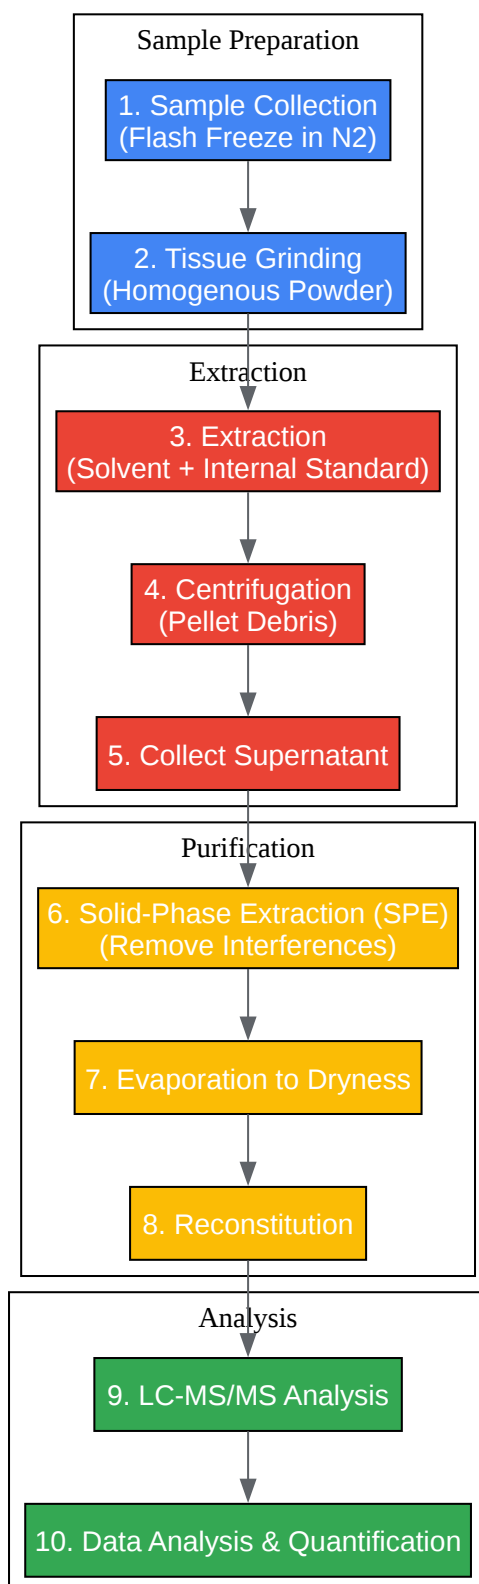 Sample Preparation
1. Sample Collection
(Flash Freeze in N2)
2. Tissue Grinding
(Homogenous Powder)
Extraction
3. Extraction
(Solvent + Internal Standard)
4. Centrifugation
(Pellet Debris)
5. Collect Supernatant
Purification
6. Solid-Phase Extraction (SPE)
(Remove Interferences)
7. Evaporation to Dryness
8. Reconstitution
Analysis
9. LC-MS/MS Analysis
10. Data Analysis & Quantification